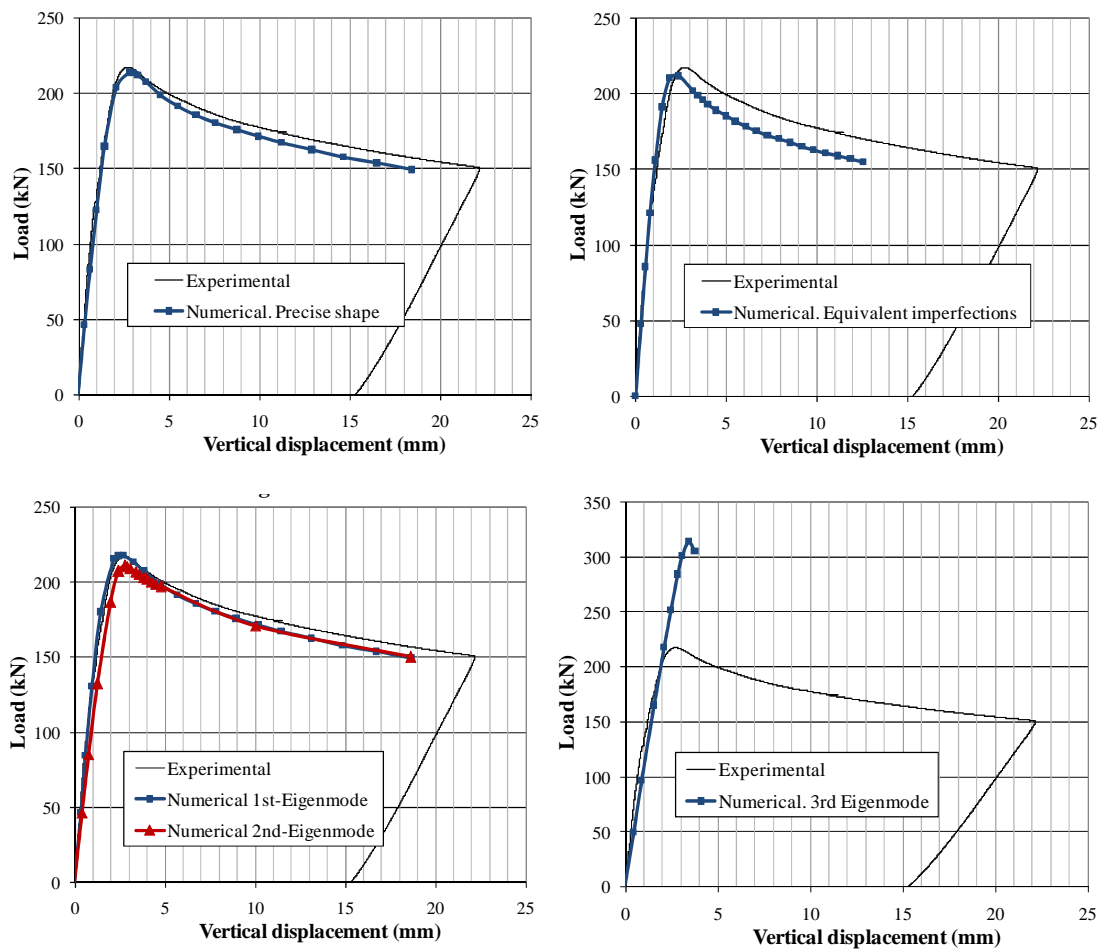 250
200
150
100
50
0
Load (kN)
Experimental
Numerical. Precise shape
0 5 10 15 20 25
Vertical displacement (mm)
250
200
150
100
50
0
Load (kN)
Experimental
Numerical. Equivalent imperfections
0 5 10 15 20 25
Vertical displacement (mm)
250
200
150
100
50
0
Load (kN)
Experimental
Numerical 1st-Eigenmode
Numerical 2nd-Eigenmode
0 5 10 15 20 25
Vertical displacement (mm)
350
300
250
200
150
100
50
0
Load (kN)
Experimental
Numerical. 3rd Eigenmode
0 5 10 15 20 25
Vertical displacement (mm)